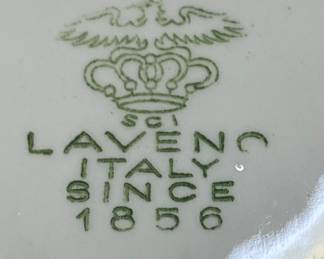 SCI
LAVENO
ITALY
SINCE
1856